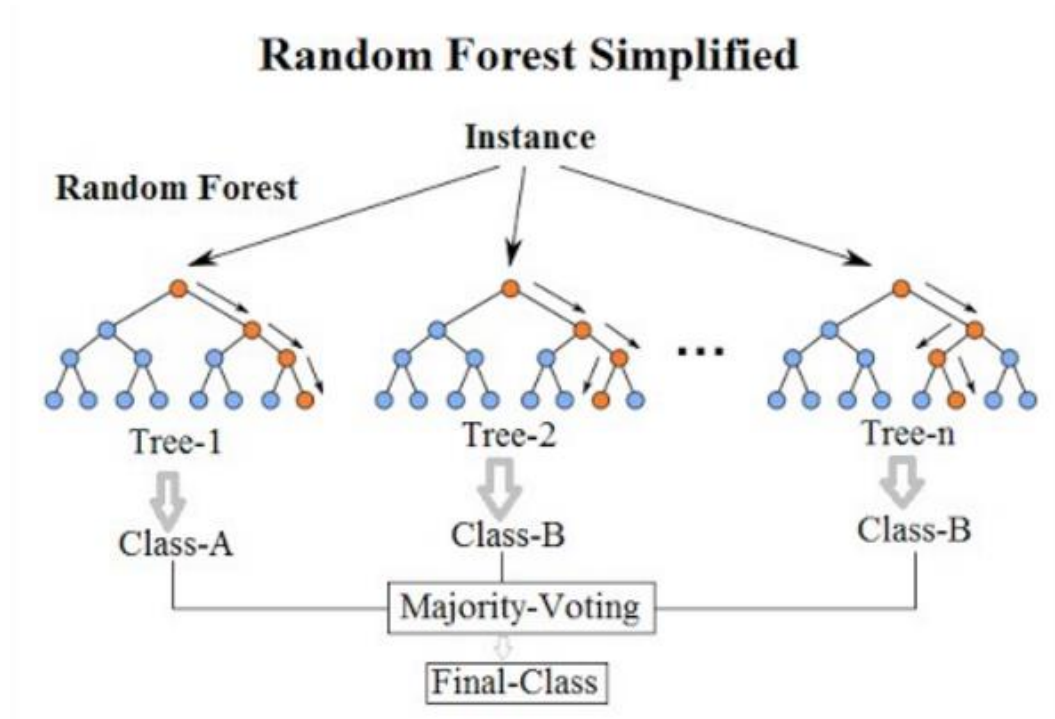 Random Forest Simplified
Instance
Random Forest
...
Tree-1
Tree-2
Tree-n
Class-A
Class-B
Class-B
Majority-Voting
Final-Class